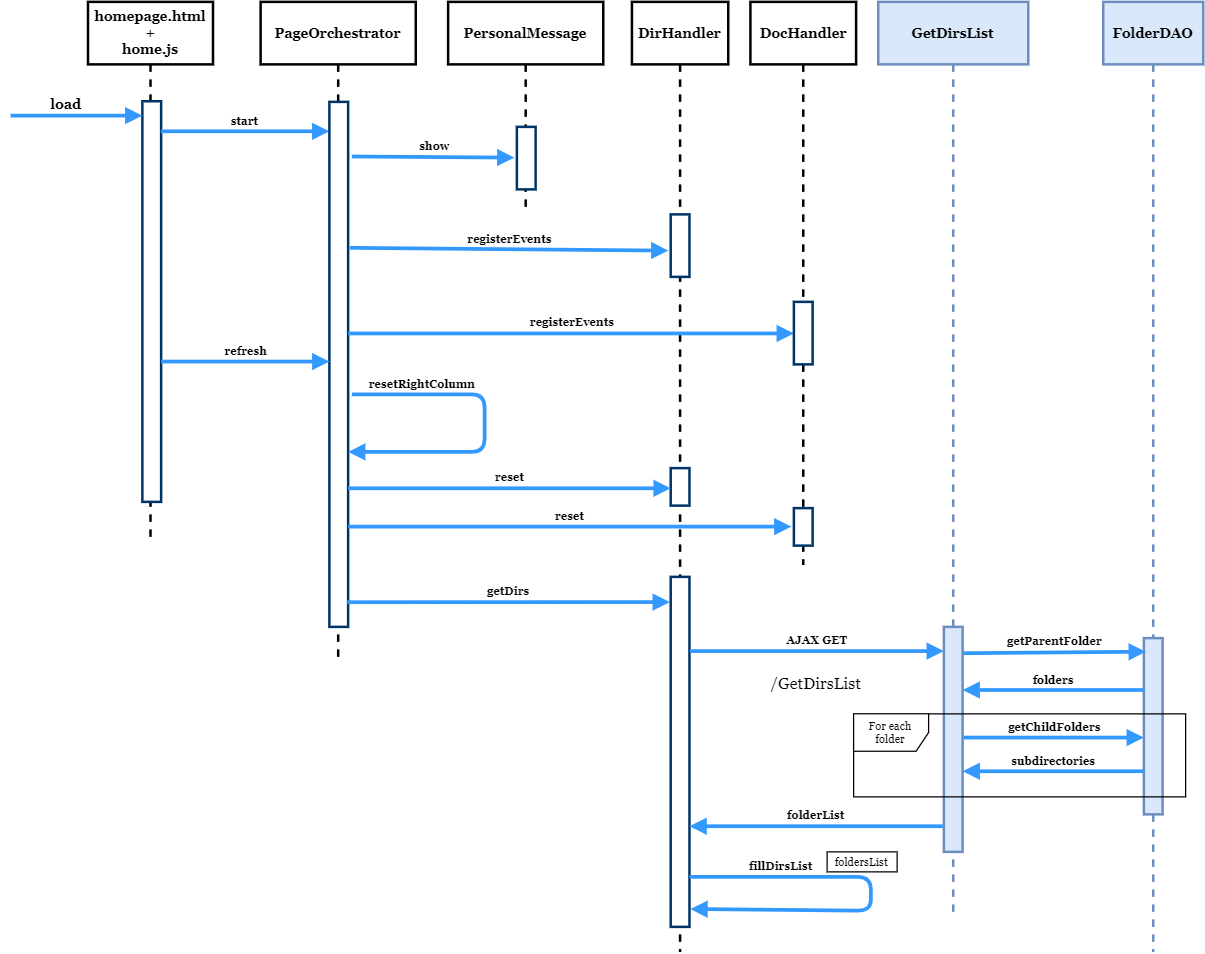 homepage.html
+
home.js
PageOrchestrator
PersonalMessage
DirHandler
DocHandler
GetDirsList
FolderDAO
load
start
show
registerEvents
registerEvents
refresh
resetRightColumn
reset
reset
getDirs
AJAX GET
getParentFolder
/GetDirsList
folders
For each
folder
getChildFolders
subdirectories
folderList
fillDirsList
foldersList